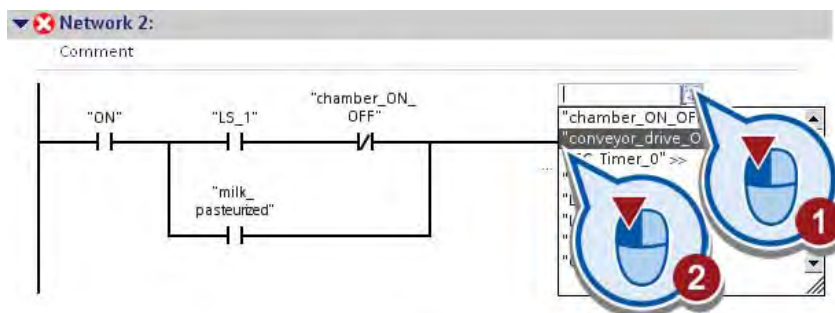 Network 2:
Comment
"ON"
"LS_1"
"chamber_ON_
OFF"
"milk_
pasteurized"
"chamber_ON_OF
"conveyor_drive_O
Timer_0" >>
...
1
2